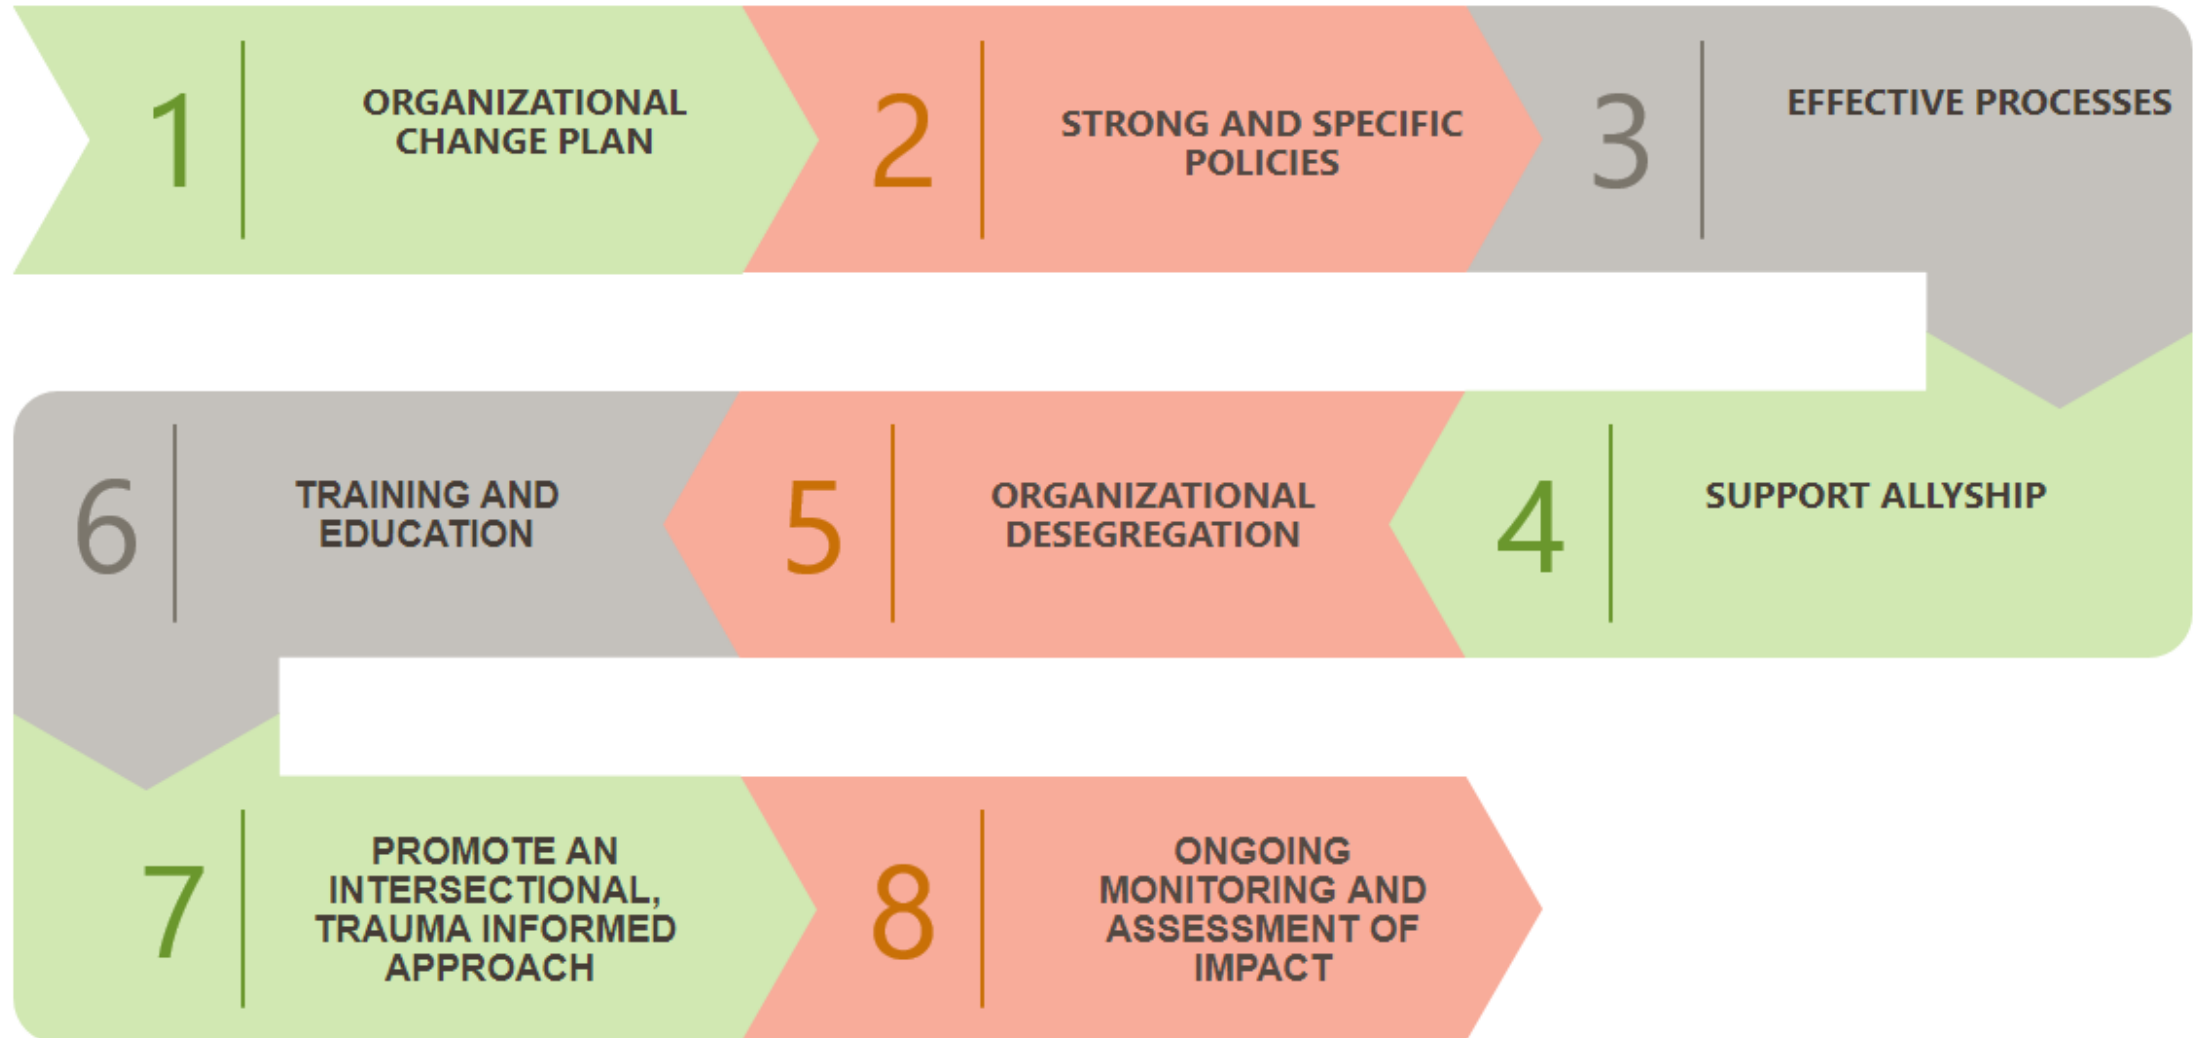 1
ORGANIZATIONAL
CHANGE PLAN
2
STRONG AND SPECIFIC
POLICIES
3
EFFECTIVE PROCESSES
4
SUPPORT ALLYSHIP
5
ORGANIZATIONAL
DESEGREGATION
6
TRAINING AND
EDUCATION
7
PROMOTE AN
INTERSECTIONAL,
TRAUMA INFORMED
APPROACH
8
ONGOING
MONITORING AND
ASSESSMENT OF
IMPACT